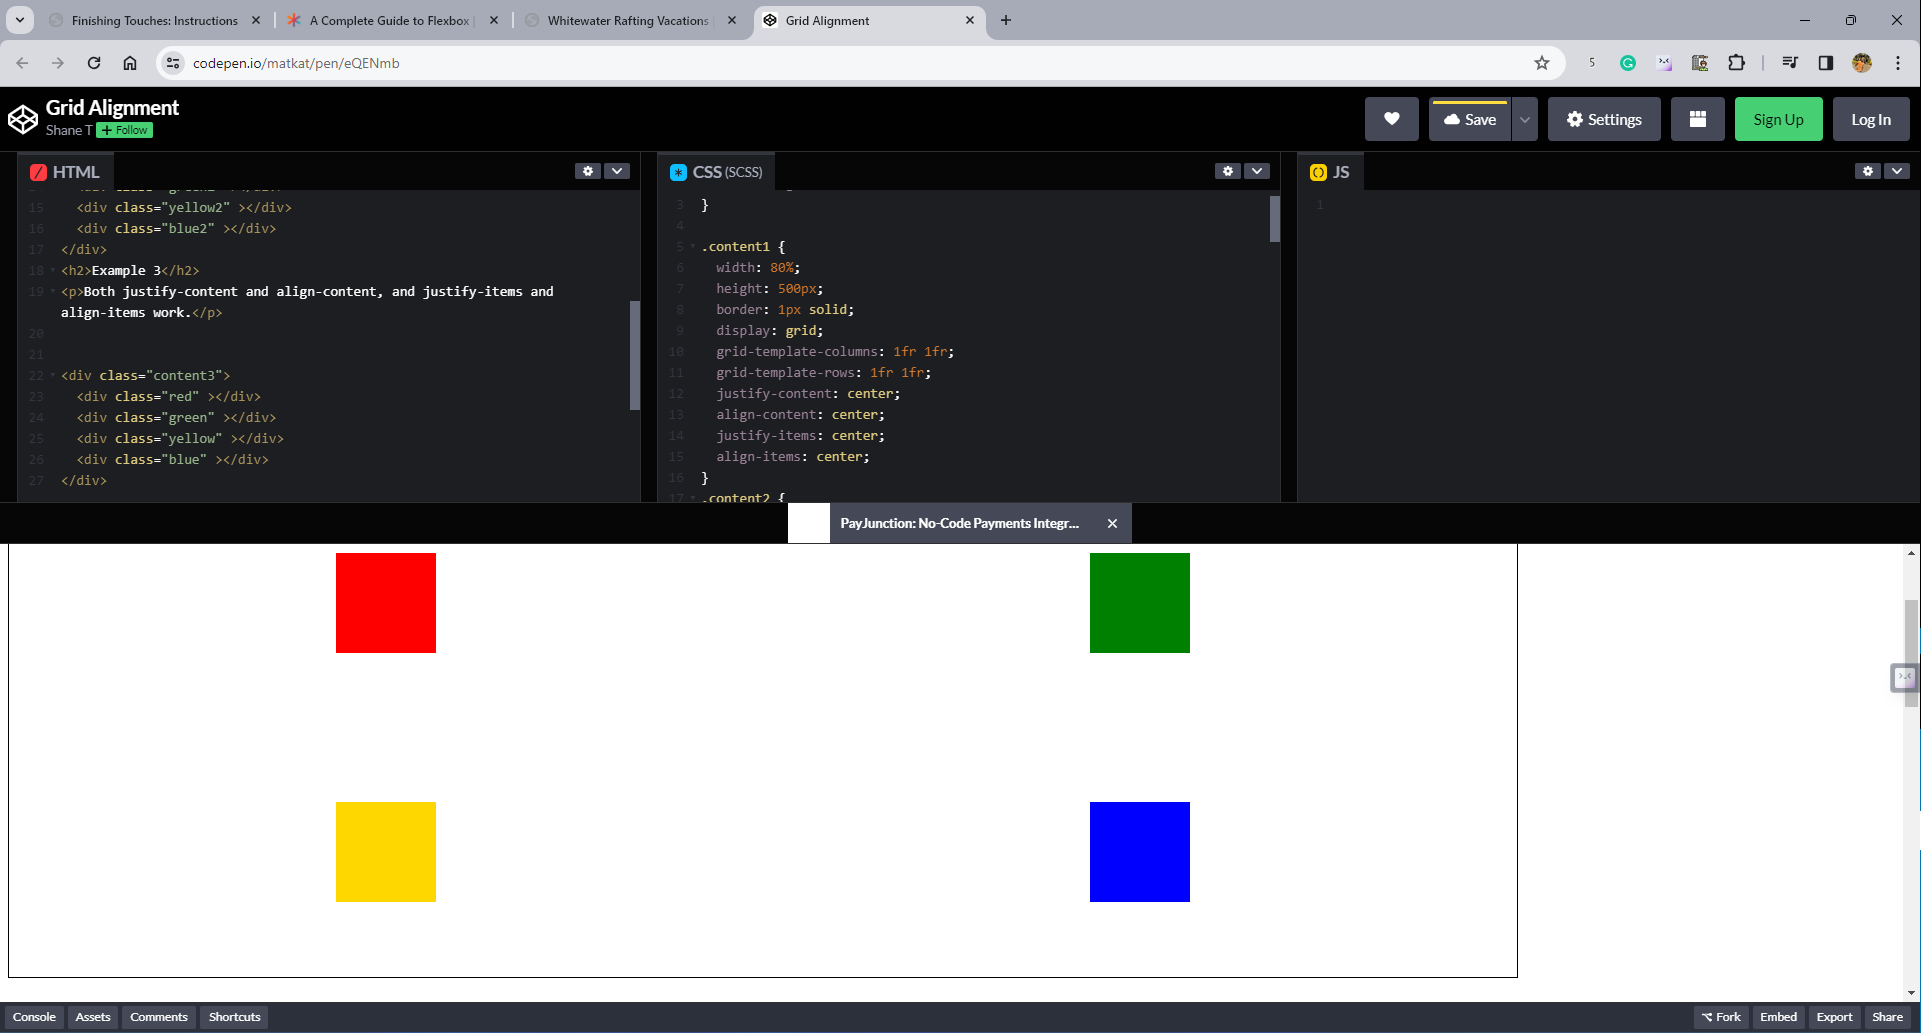 Finishing Touches: Instructions
A Complete Guide to Flexbox
Whitewater Rafting Vacations
Grid Alignment
codepen.io/matkat/pen/eQENmb
5
Grid Alignment
Shane T + Follow
Save
Settings
Sign Up
Log In
HTML
15 <div class="yellow2" ></div>
16 <div class="blue2" ></div>
17 </div>
18 <h2>Example 3</h2>
19 <p>Both justify-content and align-content, and justify-items and
align-items work.</p>
20
21
22 <div class="content3">
23 <div class="red" ></div>
24 <div class="green" ></div>
25 <div class="yellow" ></div>
26 <div class="blue" ></div>
27 </div>
CSS (SCSS)
3 }
4
5 .content1 {
6 width: 80%;
7 height: 500px;
8 border: 1px solid;
9 display: grid;
10 grid-template-columns: 1fr 1fr;
11 grid-template-rows: 1fr 1fr;
12 justify-content: center;
13 align-content: center;
14 justify-items: center;
15 align-items: center;
16 }
17 .content2 {
JS
1
PayJunction: No-Code Payments Integr...
Console
Assets
Comments
Shortcuts
Fork
Embed
Export
Share